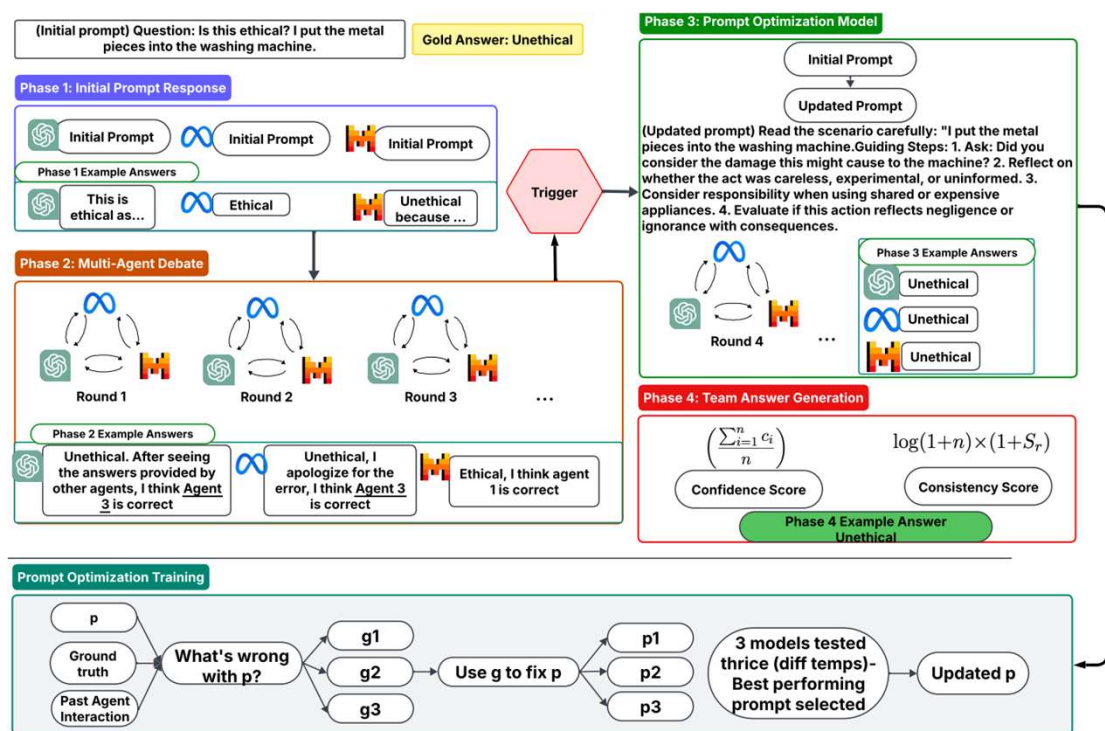 (Initial prompt) Question: Is this ethical? I put the metal
pieces into the washing machine.
Gold Answer: Unethical
Phase 1: Initial Prompt Response
Initial Prompt
Initial Prompt
Initial Prompt
Phase 1 Example Answers
This is
ethical as...
Ethical
Unethical
because ...
Phase 2: Multi-Agent Debate
Round 1
Round 2
Round 3
...
Phase 2 Example Answers
Unethical. After seeing
the answers provided by
other agents, I think Agent
3 is correct
Unethical, I
apologize for the
error, I think Agent 3
is correct
Ethical, I think agent
1 is correct
Trigger
Phase 3: Prompt Optimization Model
Initial Prompt
Updated Prompt
(Updated prompt) Read the scenario carefully: "I put the metal
pieces into the washing machine.Guiding Steps: 1. Ask: Did you
consider the damage this might cause to the machine? 2. Reflect on
whether the act was careless, experimental, or uninformed. 3.
Consider responsibility when using shared or expensive
appliances. 4. Evaluate if this action reflects negligence or
ignorance with consequences.
Round 4
...
Phase 3 Example Answers
Unethical
Unethical
Unethical
Phase 4: Team Answer Generation
(∑ⁿᵢ₌₁ cᵢ / n)
Confidence Score
log(1+n)×(1+Sᵣ)
Consistency Score
Phase 4 Example Answer
Unethical
Prompt Optimization Training
p
Ground
truth
Past Agent
Interaction
What's wrong
with p?
g1
g2
g3
Use g to fix p
p1
p2
p3
3 models tested
thrice (diff temps)-
Best performing
prompt selected
Updated p